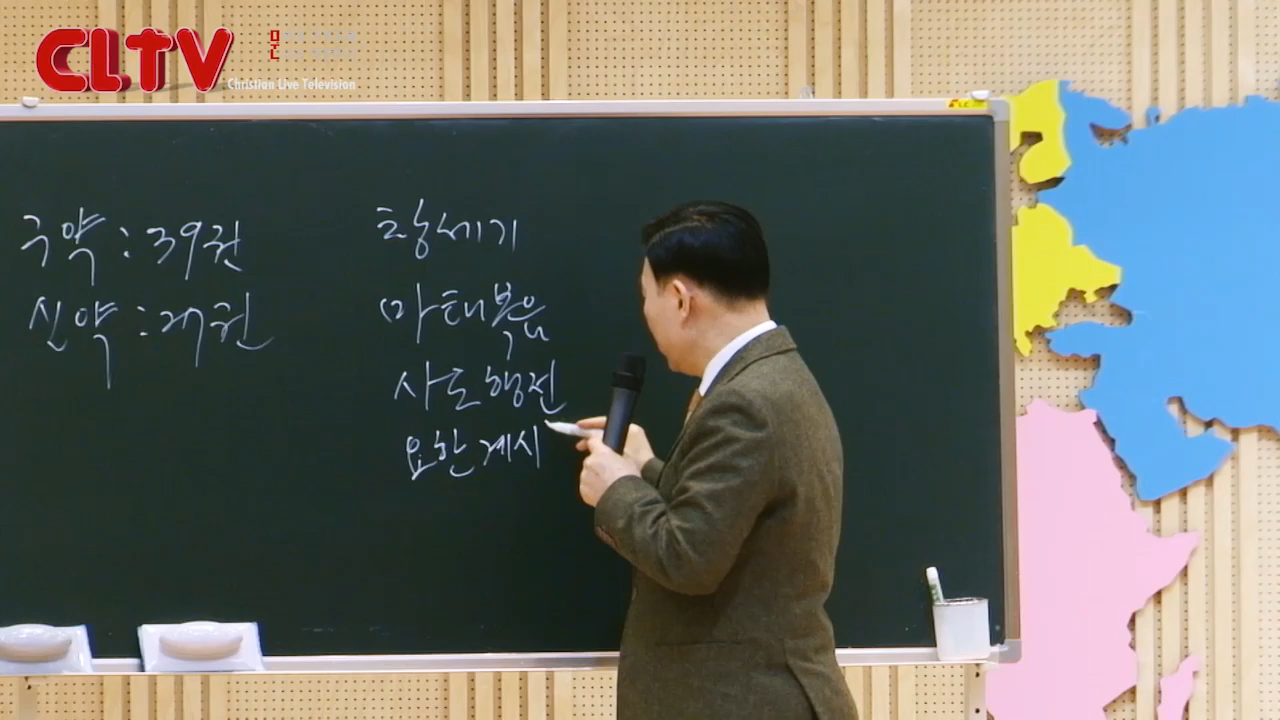 CLTV
Christian Live Television
구약 : 39권
신약 : 27권
창세기
마태복음
사도행전
요한계시